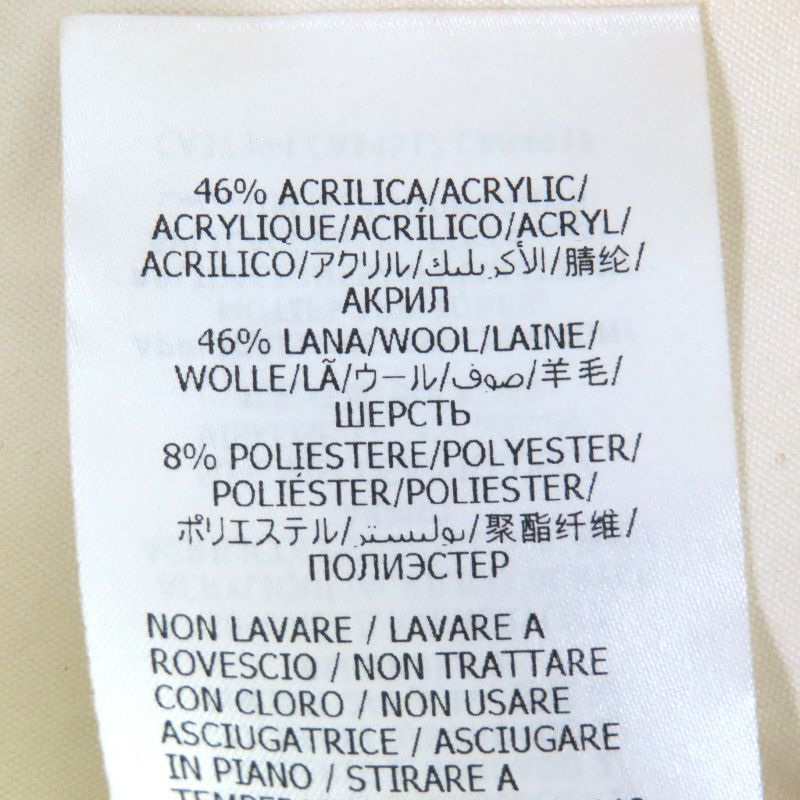 46% ACRILICA/ACRYLIC/
ACRYLIQUE/ACRÍLICO/ACRYL/
ACRILICO/アクリル/الأكريليك/腈纶/
АКРИЛ
46% LANA/WOOL/LAINE/
WOLLE/LÃ/ウール/صوف/羊毛/
ШЕРСТЬ
8% POLIESTERE/POLYESTER/
POLIÉSTER/POLIESTER/
ポリエステル/بوليستر/聚酯纤维/
ПОЛИЭСТЕР
NON LAVARE / LAVARE A
ROVESCIO / NON TRATTARE
CON CLORO / NON USARE
ASCIUGATRICE / ASCIUGARE
IN PIANO / STIRARE A